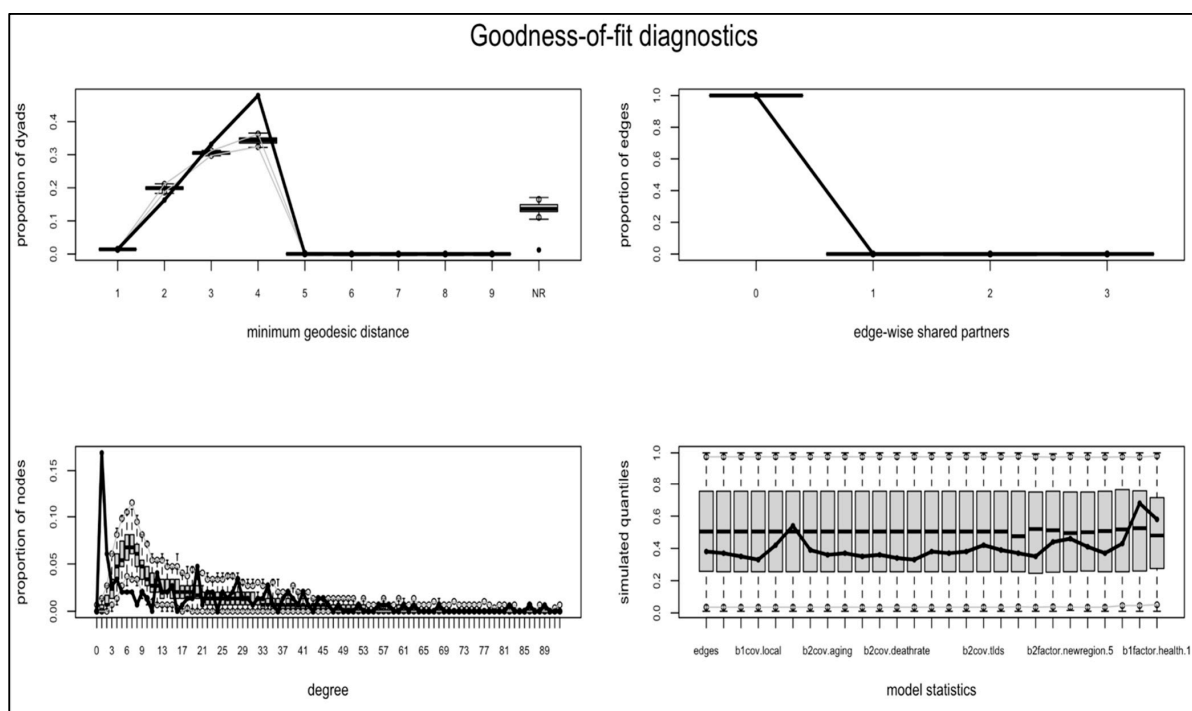 Goodness-of-fit diagnostics
proportion of dyads
0.4
0.3
0.2
0.1
0.0
1 2 3 4 5 6 7 8 9 NR
minimum geodesic distance
proportion of edges
1.0
0.8
0.6
0.4
0.2
0.0
0 1 2 3
edge-wise shared partners
proportion of nodes
0.15
0.10
0.05
0.00
0 3 6 9 13 17 21 25 29 33 37 41 45 49 53 57 61 65 69 73 77 81 85 89
degree
simulated quantiles
1.0
0.8
0.6
0.4
0.2
0.0
edges b1cov.local b2cov.aging b2cov.deathrate b2cov.tlds b2factor.newregion.5 b1factor.health.1
model statistics